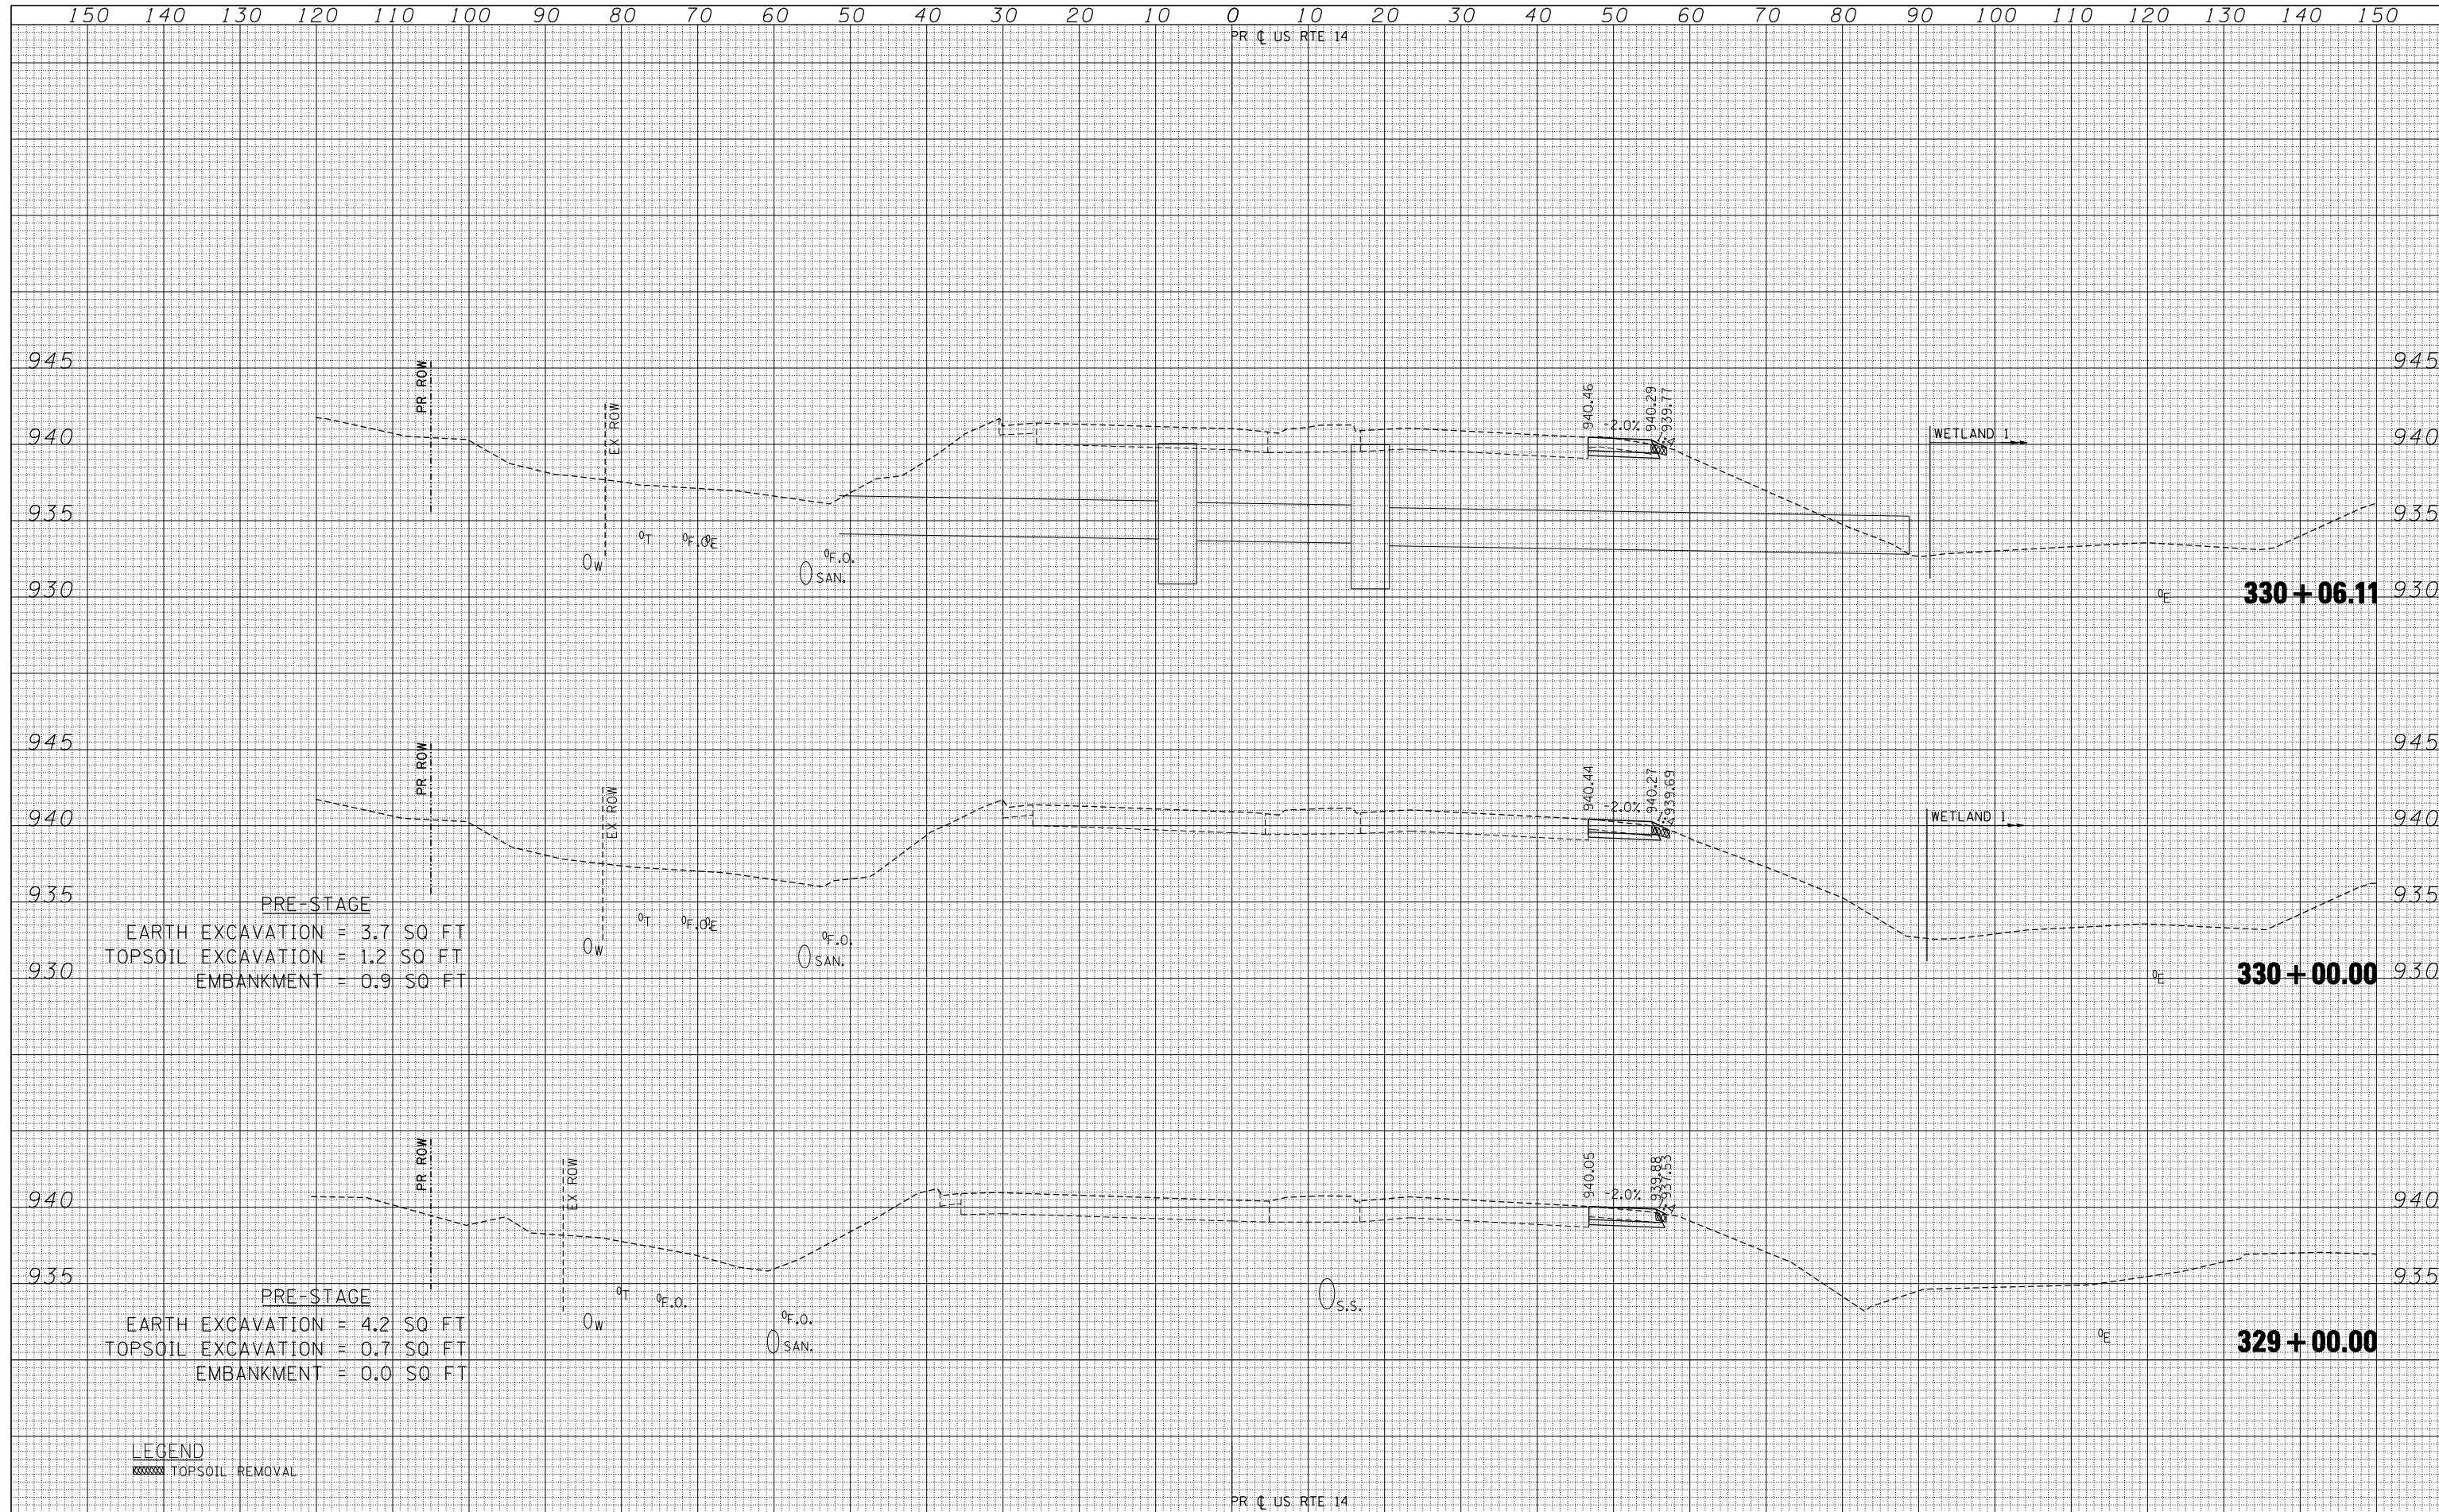 150 140 130 120 110 100 90 80 70 60 50 40 30 20 10 0 10 20 30 40 50 60 70 80 90 100 110 120 130 140 150
PR ℄ US RTE 14
945 945
PR ROW
EX ROW
940.46
940.29
939.77
-2.0%
1:4
940 940
WETLAND 1
935 935
T
F.O.
E
W
F.O.
SAN.
930 930
E
330+06.11
945 945
PR ROW
EX ROW
940.44
940.27
939.69
-2.0%
1:4
940 940
WETLAND 1
935 935
PRE-STAGE
EARTH EXCAVATION = 3.7 SQ FT
TOPSOIL EXCAVATION = 1.2 SQ FT
EMBANKMENT = 0.9 SQ FT
T
F.O.
E
W
F.O.
SAN.
930 930
E
330+00.00
PR ROW
EX ROW
940.05
939.88
937.53
-2.0%
1:4
940 940
935 935
PRE-STAGE
EARTH EXCAVATION = 4.2 SQ FT
TOPSOIL EXCAVATION = 0.7 SQ FT
EMBANKMENT = 0.0 SQ FT
T
F.O.
W
F.O.
SAN.
S.S.
E
329+00.00
LEGEND
TOPSOIL REMOVAL
PR ℄ US RTE 14